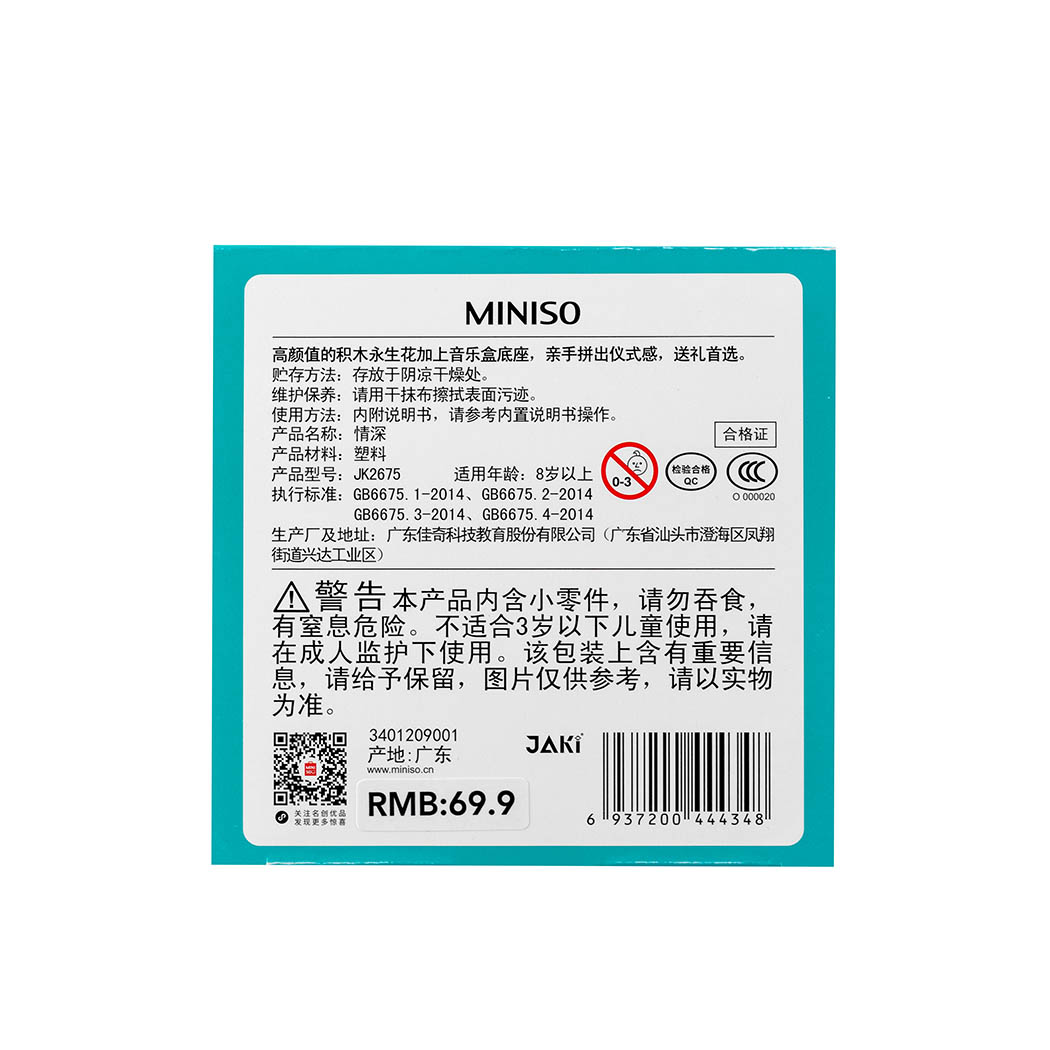 MINISO
高颜值的积木永生花加上音乐盒底座，亲手拼出仪式感，送礼首选。
贮存方法：存放于阴凉干燥处。
维护保养：请用干抹布擦拭表面污迹。
使用方法：内附说明书，请参考内置说明书操作。
产品名称：情深
合格证
产品材料：塑料
产品型号：JK2675 适用年龄：8岁以上
0-3
检验合格
QC
CCC
O 000020
执行标准：GB6675.1-2014、GB6675.2-2014
GB6675.3-2014、GB6675.4-2014
生产厂及地址：广东佳奇科技教育股份有限公司（广东省汕头市澄海区凤翔
街道兴达工业区）
警告 本产品内含小零件，请勿吞食，
有窒息危险。不适合3岁以下儿童使用，请
在成人监护下使用。该包装上含有重要信
息，请给予保留，图片仅供参考，请以实物
为准。
3401209001
产地：广东
www.miniso.cn
JAKi
RMB:69.9
关注名创优品
发现更多惊喜
6 937200 444348